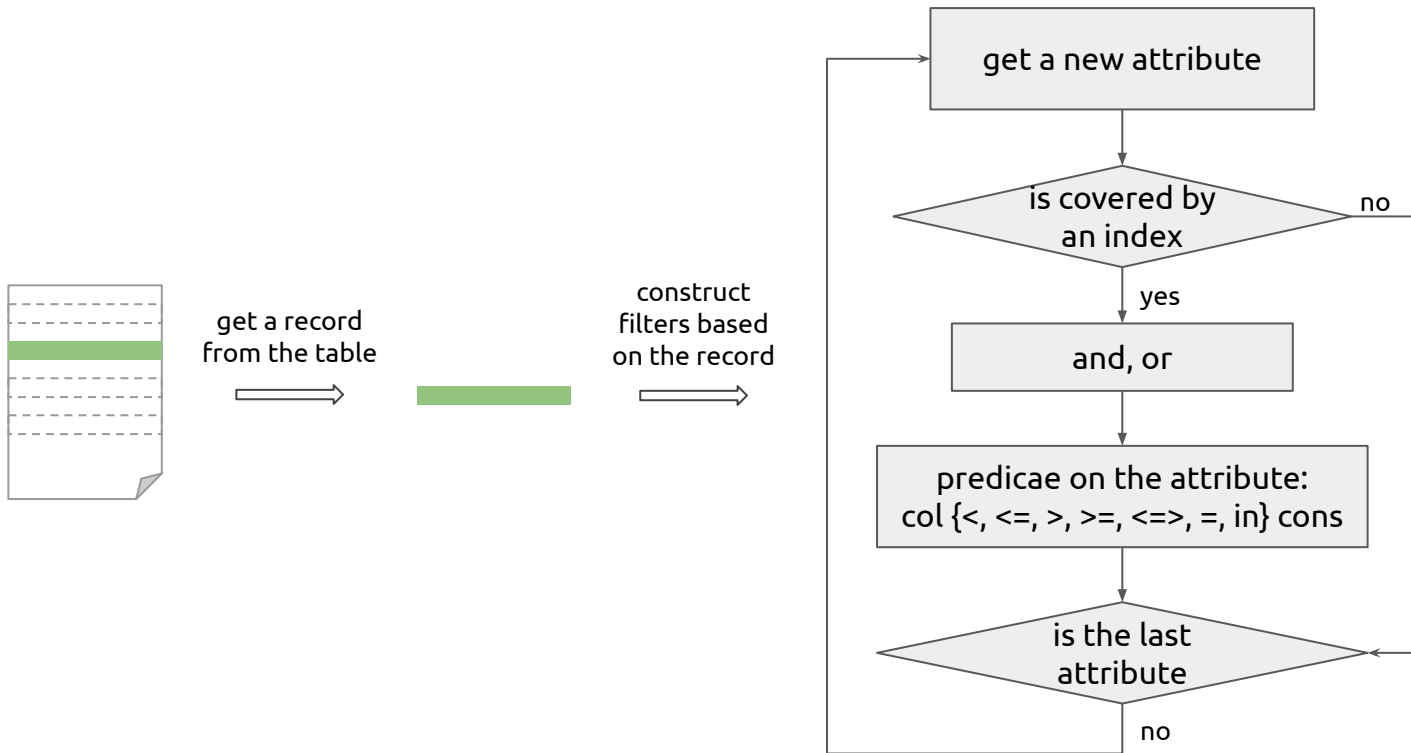 get a record
from the table
construct
filters based
on the record
get a new attribute
is covered by
an index
no
yes
and, or
predicae on the attribute:
col {<, <=, >, >=, <=>, =, in} cons
is the last
attribute
no